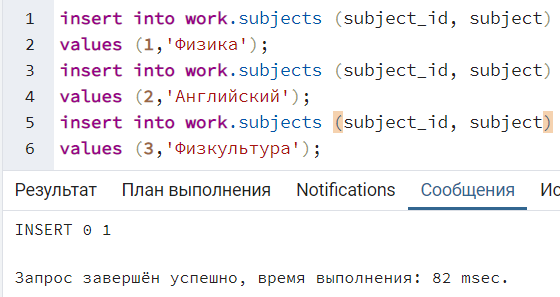 1 insert into work.subjects (subject_id, subject)
2 values (1,'Физика');
3 insert into work.subjects (subject_id, subject)
4 values (2,'Английский');
5 insert into work.subjects (subject_id, subject)
6 values (3,'Физкультура');
Результат План выполнения Notifications Сообщения Ис
INSERT 0 1
Запрос завершён успешно, время выполнения: 82 msec.